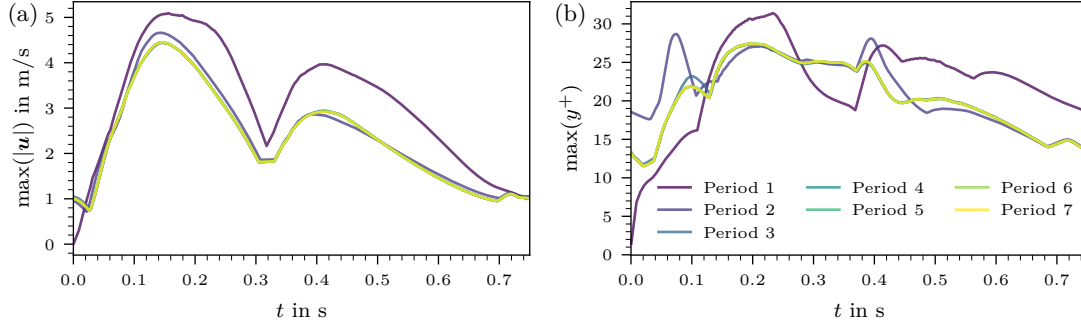 (a)
max(|u|) in m/s
5
4
3
2
1
0
0.0 0.1 0.2 0.3 0.4 0.5 0.6 0.7
t in s
(b)
max(y⁺)
30
25
20
15
10
5
0
Period 1 Period 4 Period 6
Period 2 Period 5 Period 7
Period 3
0.0 0.1 0.2 0.3 0.4 0.5 0.6 0.7
t in s